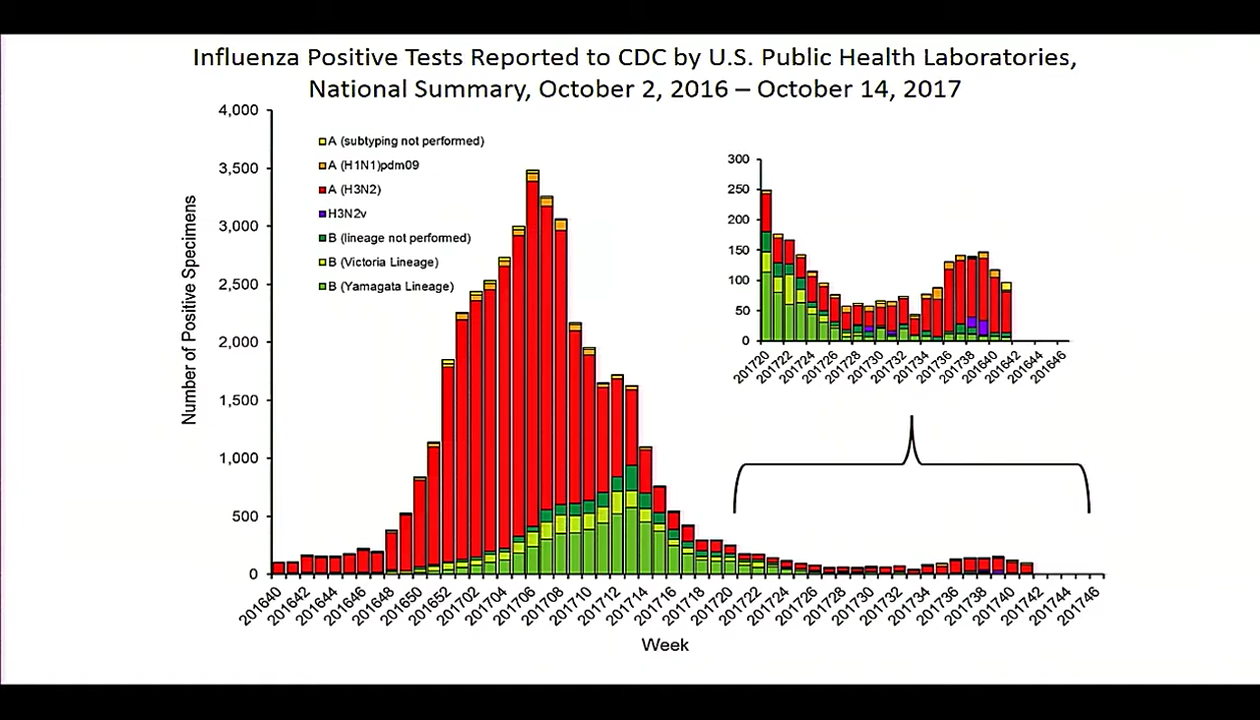 Influenza Positive Tests Reported to CDC by U.S. Public Health Laboratories,
National Summary, October 2, 2016 – October 14, 2017
Number of Positive Specimens
4,000
3,500
3,000
2,500
2,000
1,500
1,000
500
0
A (subtyping not performed)
A (H1N1)pdm09
A (H3N2)
H3N2v
B (lineage not performed)
B (Victoria Lineage)
B (Yamagata Lineage)
300
250
200
150
100
50
0
201720 201722 201724 201726 201728 201730 201732 201734 201736 201738 201640 201642 201644 201646
201640 201642 201644 201646 201648 201650 201652 201702 201704 201706 201708 201710 201712 201714 201716 201718 201720 201722 201724 201726 201728 201730 201732 201734 201736 201738 201740 201742 201744 201746
Week